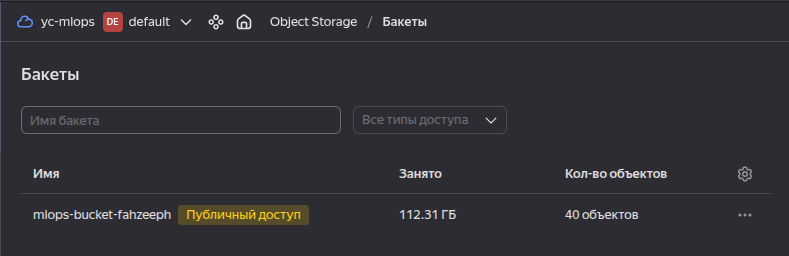 yc-mlops DE default Object Storage / Бакеты
Бакеты
Имя бакета Все типы доступа
Имя Занято Кол-во объектов
mlops-bucket-fahzeeph Публичный доступ 112.31 ГБ 40 объектов